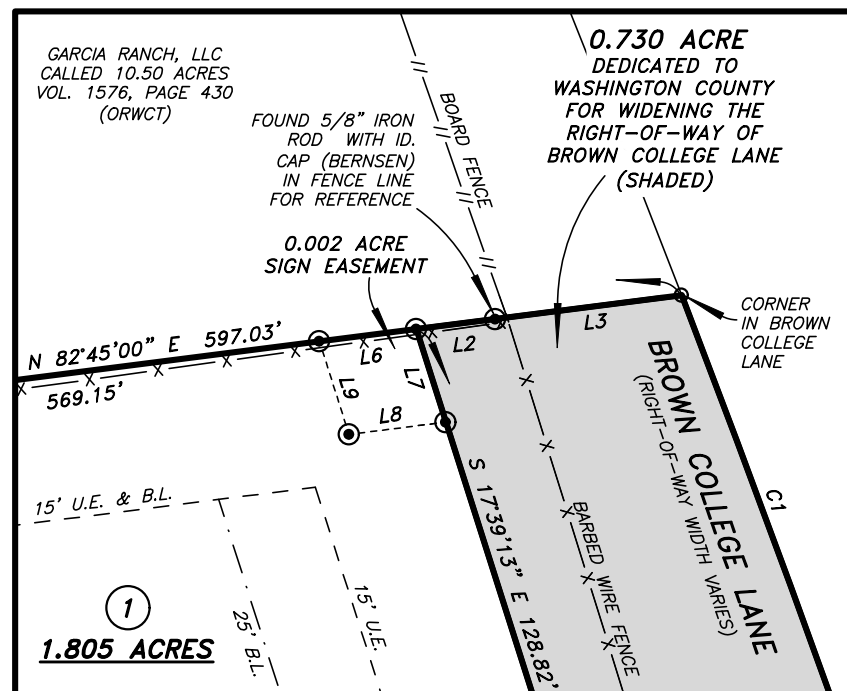 GARCIA RANCH, LLC
CALLED 10.50 ACRES
VOL. 1576, PAGE 430
(ORWCT)
0.730 ACRE
DEDICATED TO
WASHINGTON COUNTY
FOR WIDENING THE
RIGHT-OF-WAY OF
BROWN COLLEGE LANE
(SHADED)
FOUND 5/8" IRON
ROD WITH ID.
CAP (BERNSEN)
IN FENCE LINE
FOR REFERENCE
BOARD FENCE
0.002 ACRE
SIGN EASEMENT
CORNER
IN BROWN
COLLEGE
LANE
N 82°45'00" E 597.03'
569.15'
L6
L2
L3
L7
L9
L8
S 17°39'13" E 128.82'
BARBED WIRE FENCE
BROWN COLLEGE LANE
(RIGHT-OF-WAY WIDTH VARIES)
C1
15' U.E. & B.L.
15' U.E.
25' B.L.
1
1.805 ACRES